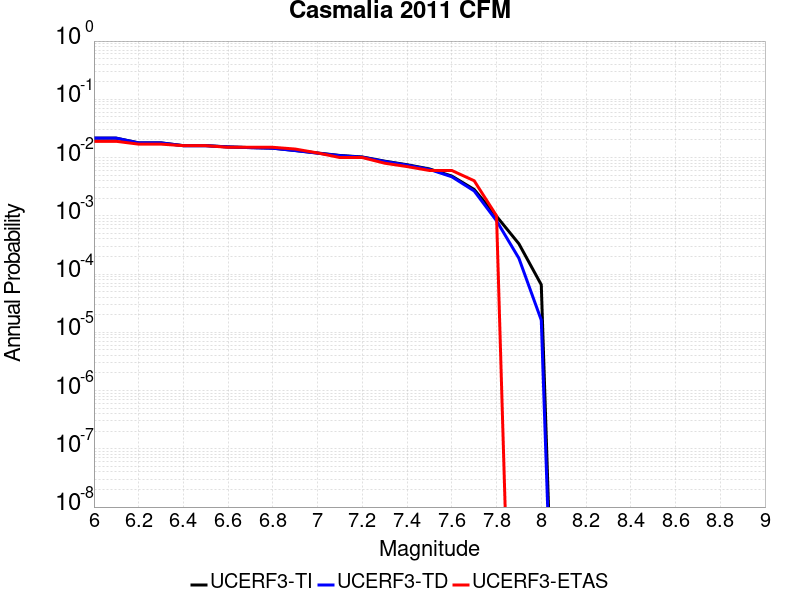 Casmalia 2011 CFM
10^0
10^-1
10^-2
10^-3
10^-4
10^-5
10^-6
10^-7
10^-8
Annual Probability
6 6.2 6.4 6.6 6.8 7 7.2 7.4 7.6 7.8 8 8.2 8.4 8.6 8.8 9
Magnitude
UCERF3-TI UCERF3-TD UCERF3-ETAS